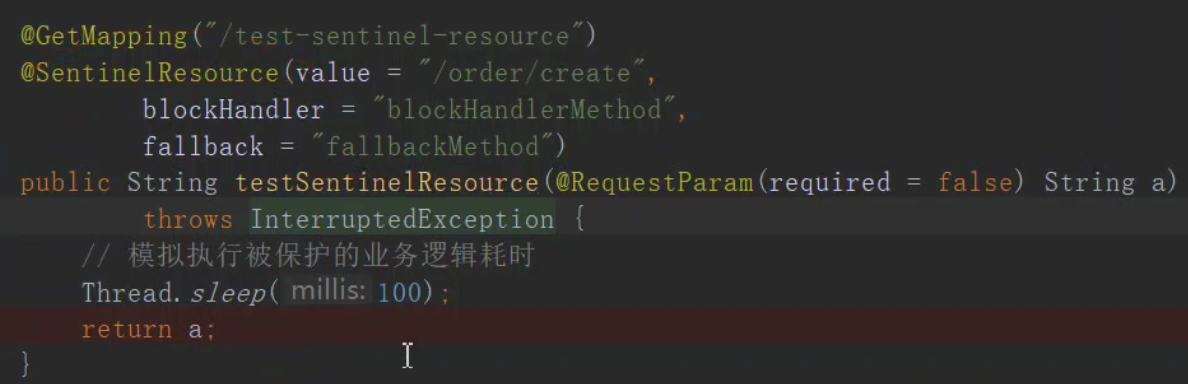 @GetMapping("/test-sentinel-resource")
@SentinelResource(value = "/order/create",
        blockHandler = "blockHandlerMethod",
        fallback = "fallbackMethod")
public String testSentinelResource(@RequestParam(required = false) String a)
        throws InterruptedException {
    // 模拟执行被保护的业务逻辑耗时
    Thread.sleep( millis: 100);
    return a;
}